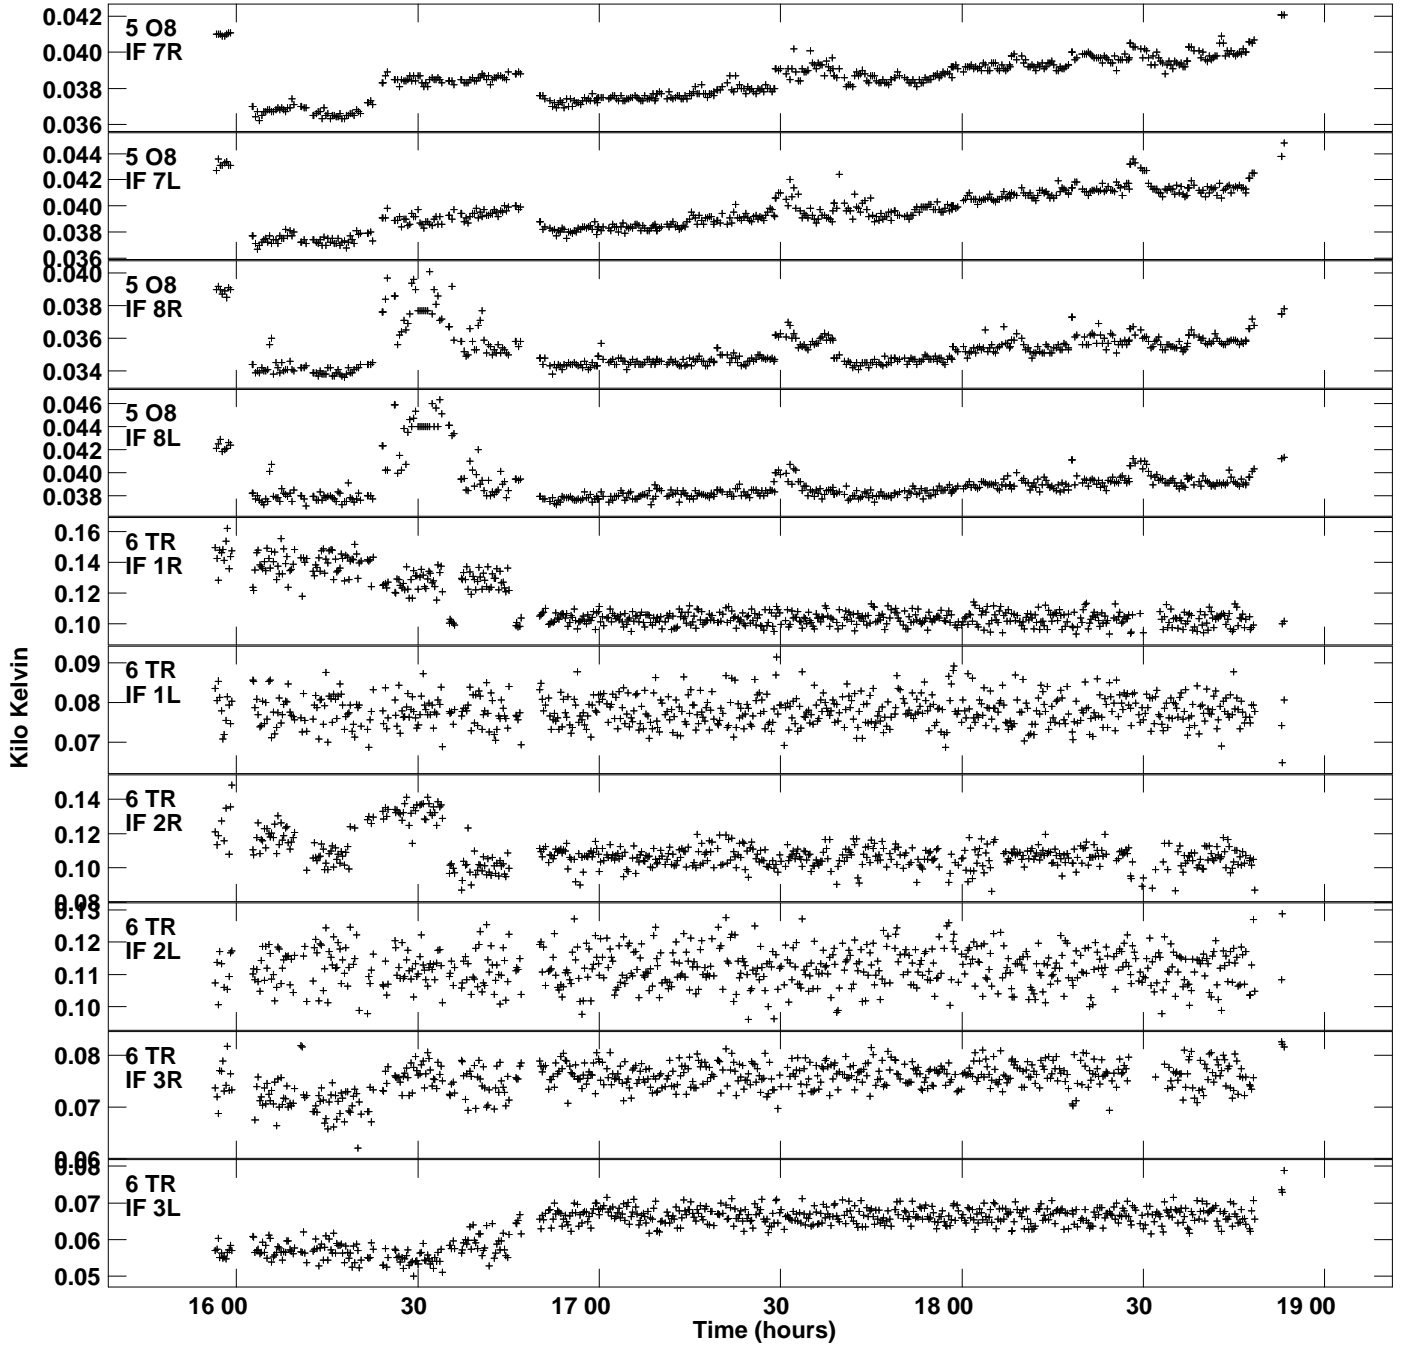 0.042
0.040
0.038
0.036
5 O8
IF 7R
0.044
0.042
0.040
0.038
0.036
5 O8
IF 7L
0.040
0.038
0.036
0.034
5 O8
IF 8R
0.046
0.044
0.042
0.040
0.038
5 O8
IF 8L
0.16
0.14
0.12
0.10
6 TR
IF 1R
0.09
0.08
0.07
6 TR
IF 1L
0.14
0.12
0.10
0.08
6 TR
IF 2R
0.13
0.12
0.11
0.10
6 TR
IF 2L
0.08
0.07
0.06
6 TR
IF 3R
0.08
0.07
0.06
0.05
6 TR
IF 3L
Kilo Kelvin
16 00 30 17 00 30 18 00 30 19 00
Time (hours)